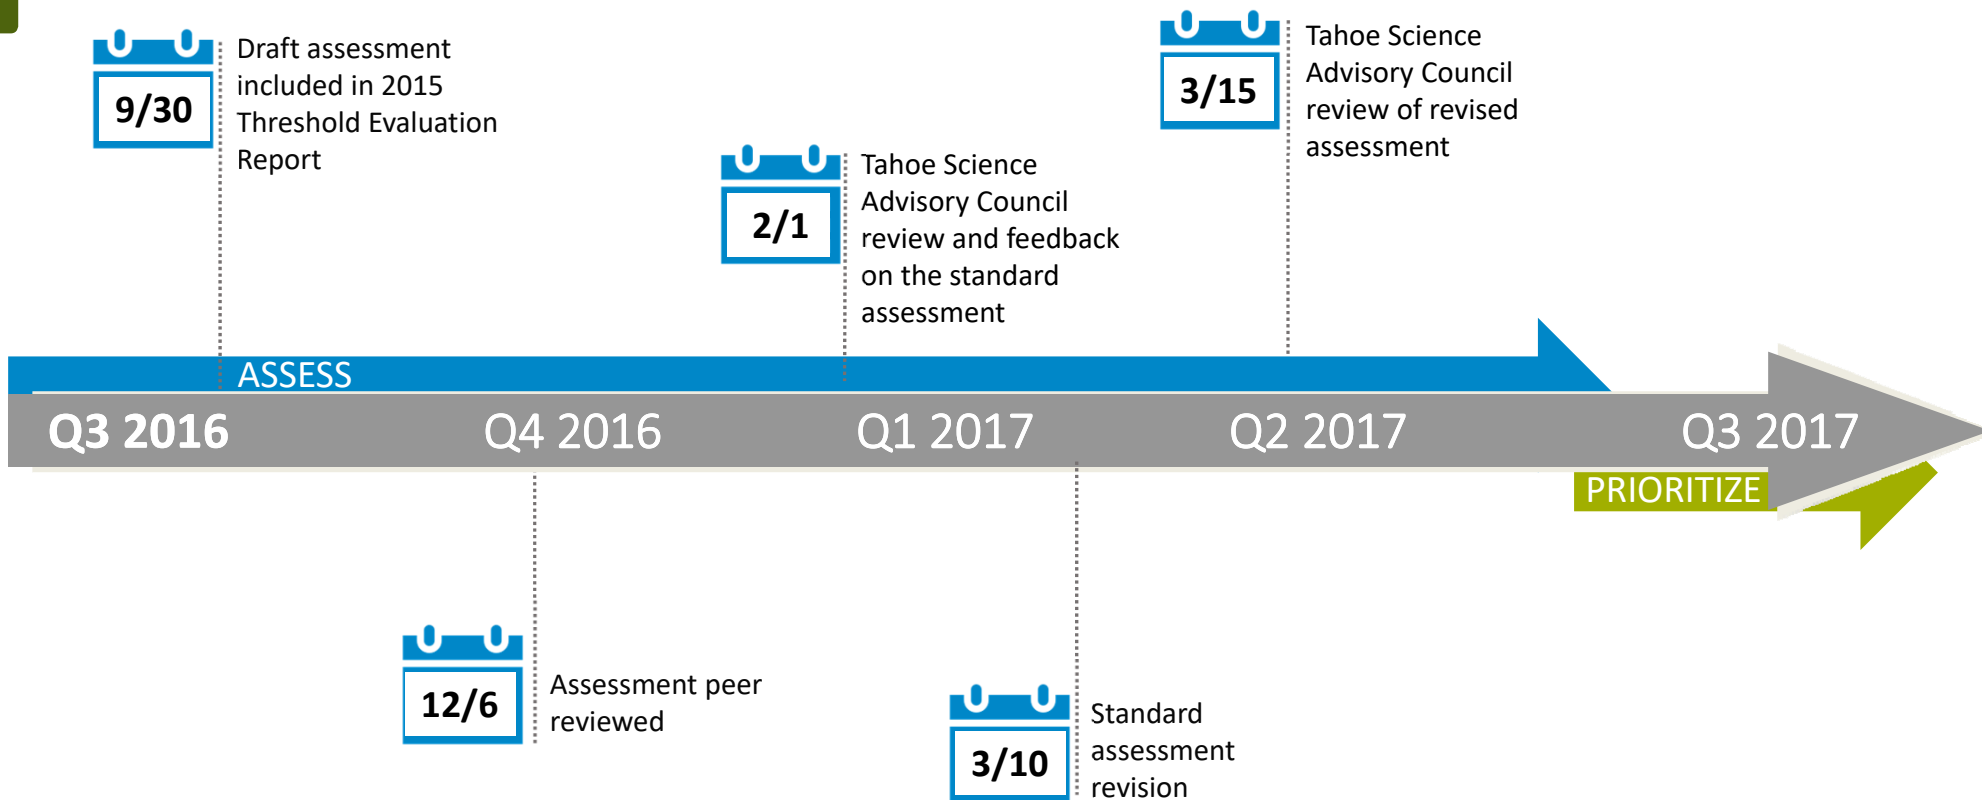 9/30
Draft assessment
included in 2015
Threshold Evaluation
Report
2/1
Tahoe Science
Advisory Council
review and feedback
on the standard
assessment
3/15
Tahoe Science
Advisory Council
review of revised
assessment
ASSESS
Q3 2016
Q4 2016
Q1 2017
Q2 2017
Q3 2017
PRIORITIZE
12/6
Assessment peer
reviewed
3/10
Standard
assessment
revision